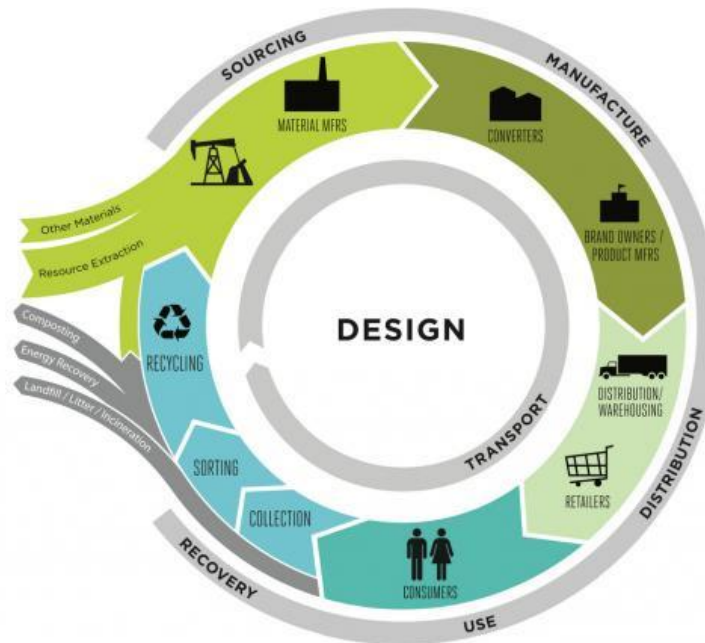 SOURCING
MANUFACTURE
MATERIAL MFRS
CONVERTERS
BRAND OWNERS /
PRODUCT MFRS
Other Materials
Resource Extraction
Composting
Energy Recovery
Landfill / Litter / Incineration
RECYCLING
SORTING
COLLECTION
DESIGN
TRANSPORT
DISTRIBUTION/
WAREHOUSING
RETAILERS
DISTRIBUTION
CONSUMERS
RECOVERY
USE